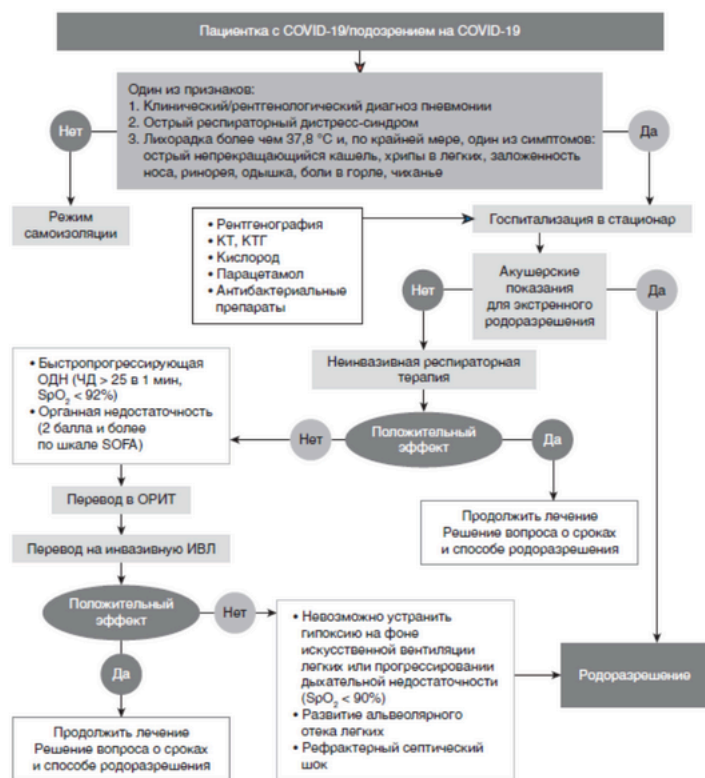 Пациентка с COVID-19/подозрением на COVID-19
Один из признаков:
1. Клинический/рентгенологический диагноз пневмонии
2. Острый респираторный дистресс-синдром
3. Лихорадка более чем 37,8 °C и, по крайней мере, один из симптомов:
острый непрекращающийся кашель, хрипы в легких, заложенность
носа, ринорея, одышка, боли в горле, чиханье
Нет
Да
Режим
самоизоляции
• Рентгенография
• КТ, КТГ
• Кислород
• Парацетамол
• Антибактериальные
препараты
Госпитализация в стационар
Нет
Акушерские
показания
для экстренного
родоразрешения
Да
Неинвазивная респираторная
терапия
• Быстропрогрессирующая
ОДН (ЧД > 25 в 1 мин,
SpO₂ < 92%)
• Органная недостаточность
(2 балла и более
по шкале SOFA)
Нет
Положительный
эффект
Да
Перевод в ОРИТ
Продолжить лечение
Решение вопроса о сроках
и способе родоразрешения
Перевод на инвазивную ИВЛ
Положительный
эффект
Нет
• Невозможно устранить
гипоксию на фоне
искусственной вентиляции
легких или прогрессировании
дыхательной недостаточности
(SpO₂ < 90%)
• Развитие альвеолярного
отека легких
• Рефрактерный септический
шок
Родоразрешение
Да
Продолжить лечение
Решение вопроса о сроках
и способе родоразрешения